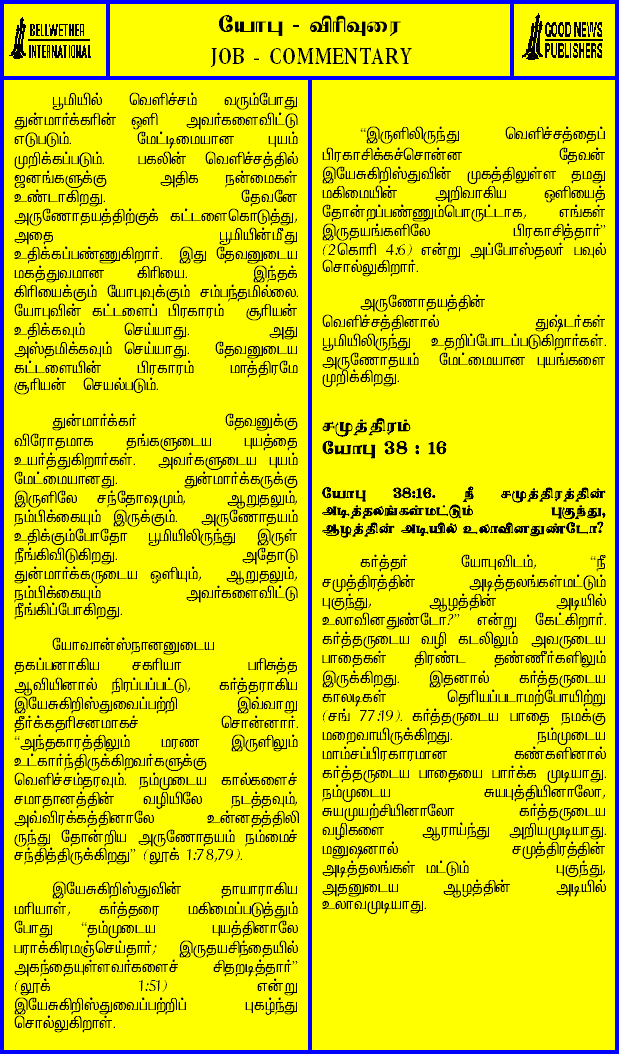 BELLWETHER
INTERNATIONAL
யோபு - விரிவுரை
JOB - COMMENTARY
GOOD NEWS
PUBLISHERS
பூமியில் வெளிச்சம் வரும்போது
துன்மார்க்கரின் ஒளி அவர்களைவிட்டு
எடுபடும். மேட்டிமையான புயம்
முறிக்கப்படும். பகலின் வெளிச்சத்தில்
ஜனங்களுக்கு அதிக நன்மைகள்
உண்டாகிறது. தேவனே
அருணோதயத்திற்குக் கட்டளைகொடுத்து,
அதை பூமியின்மீது
உதிக்கப்பண்ணுகிறார். இது தேவனுடைய
மகத்துவமான கிரியை. இந்தக்
கிரியைக்கும் யோபுவுக்கும் சம்பந்தமில்லை.
யோபுவின் கட்டளைப் பிரகாரம் சூரியன்
உதிக்கவும் செய்யாது. அது
அஸ்தமிக்கவும் செய்யாது. தேவனுடைய
கட்டளையின் பிரகாரம் மாத்திரமே
சூரியன் செயல்படும்.
துன்மார்க்கர் தேவனுக்கு
விரோதமாக தங்களுடைய புயத்தை
உயர்த்துகிறார்கள். அவர்களுடைய புயம்
மேட்மையானது. துன்மார்க்கருக்கு
இருளிலே சந்தோஷமும், ஆறுதலும்,
நம்பிக்கையும் இருக்கும். அருணோதயம்
உதிக்கும்போதோ பூமியிலிருந்து இருள்
நீங்கிவிடுகிறது. அதோடு
துன்மார்க்கருடைய ஒளியும், ஆறுதலும்,
நம்பிக்கையும் அவர்களைவிட்டு
நீங்கிப்போகிறது.
யோவான்ஸ்நானனுடைய
தகப்பனாகிய சகரியா பரிசுத்த
ஆவியினால் நிரப்பப்பட்டு, கர்த்தராகிய
இயேசுகிறிஸ்துவைப்பற்றி இவ்வாறு
தீர்க்கதரிசனமாகச் சொன்னார்.
“அந்தகாரத்திலும் மரண இருளிலும்
உட்கார்ந்திருக்கிறவர்களுக்கு
வெளிச்சம்தரவும். நம்முடைய கால்களைச்
சமாதானத்தின் வழியிலே நடத்தவும்,
அவ்விரக்கத்தினாலே உன்னதத்திலி
ருந்து தோன்றிய அருணோதயம் நம்மைச்
சந்தித்திருக்கிறது” (லூக் 1:78,79).
இயேசுகிறிஸ்துவின் தாயாராகிய
மரியாள், கர்த்தரை மகிமைப்படுத்தும்
போது “தம்முடைய புயத்தினாலே
பராக்கிரமஞ்செய்தார்; இருதயசிந்தையில்
அகந்தையுள்ளவர்களைச் சிதறடித்தார்”
(லூக் 1:51) என்று
இயேசுகிறிஸ்துவைப்பற்றிப் புகழ்ந்து
சொல்லுகிறாள்.
“இருளிலிருந்து வெளிச்சத்தைப்
பிரகாசிக்கச்சொன்ன தேவன்
இயேசுகிறிஸ்துவின் முகத்திலுள்ள தமது
மகிமையின் அறிவாகிய ஒளியைத்
தோன்றப்பண்ணும்பொருட்டாக, எங்கள்
இருதயங்களிலே பிரகாசித்தார்”
(2கொரி 4:6) என்று அப்போஸ்தலர் பவுல்
சொல்லுகிறார்.
அருணோதயத்தின்
வெளிச்சத்தினால் துஷ்டர்கள்
பூமியிலிருந்து உதறிப்போடப்படுகிறார்கள்.
அருணோதயம் மேட்மையான புயங்களை
முறிக்கிறது.
சமுத்திரம்
யோபு 38 : 16
யோபு 38:16. நீ சமுத்திரத்தின்
அடித்தலங்கள்மட்டும் புகுந்து,
ஆழத்தின் அடியில் உலாவினதுண்டோ?
கர்த்தர் யோபுவிடம், “நீ
சமுத்திரத்தின் அடித்தலங்கள்மட்டும்
புகுந்து, ஆழத்தின் அடியில்
உலாவினதுண்டோ?” என்று கேட்கிறார்.
கர்த்தருடைய வழி கடலிலும் அவருடைய
பாதைகள் திரண்ட தண்ணீர்களிலும்
இருக்கிறது. இதனால் கர்த்தருடைய
காலடிகள் தெரியப்படாமற்போயிற்று
(சங் 77:19). கர்த்தருடைய பாதை நமக்கு
மறைவாயிருக்கிறது. நம்முடைய
மாம்சப்பிரகாரமான கண்களினால்
கர்த்தருடைய பாதையை பார்க்க முடியாது.
நம்முடைய சுயபுத்தியினாலோ,
சுயமுயற்சியினாலோ கர்த்தருடைய
வழிகளை ஆராய்ந்து அறியமுடியாது.
மனுஷனால் சமுத்திரத்தின்
அடித்தலங்கள் மட்டும் புகுந்து,
அதனுடைய ஆழத்தின் அடியில்
உலாவமுடியாது.